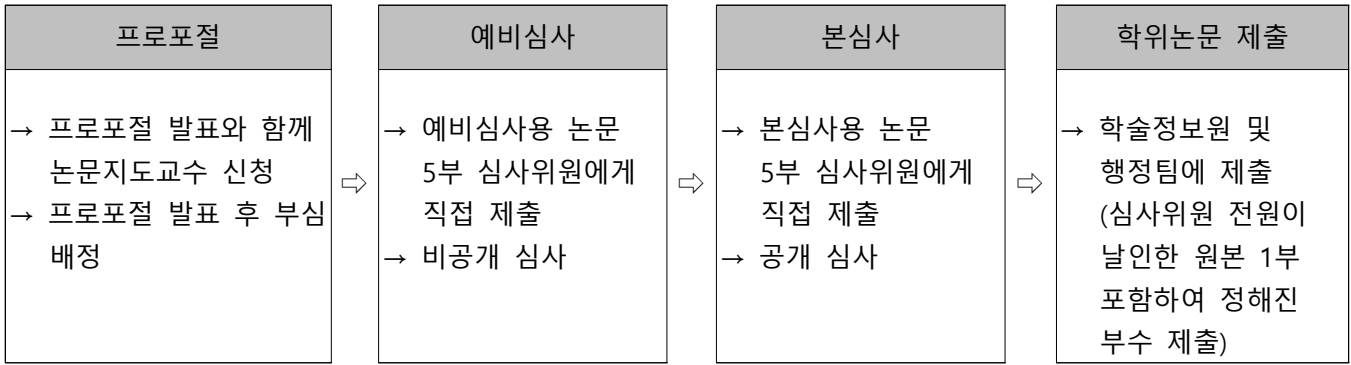 프로포절
→ 프로포절 발표와 함께
논문지도교수 신청
→ 프로포절 발표 후 부심
배정
⇨
예비심사
→ 예비심사용 논문
5부 심사위원에게
직접 제출
→ 비공개 심사
⇨
본심사
→ 본심사용 논문
5부 심사위원에게
직접 제출
→ 공개 심사
⇨
학위논문 제출
→ 학술정보원 및
행정팀에 제출
(심사위원 전원이
날인한 원본 1부
포함하여 정해진
부수 제출)